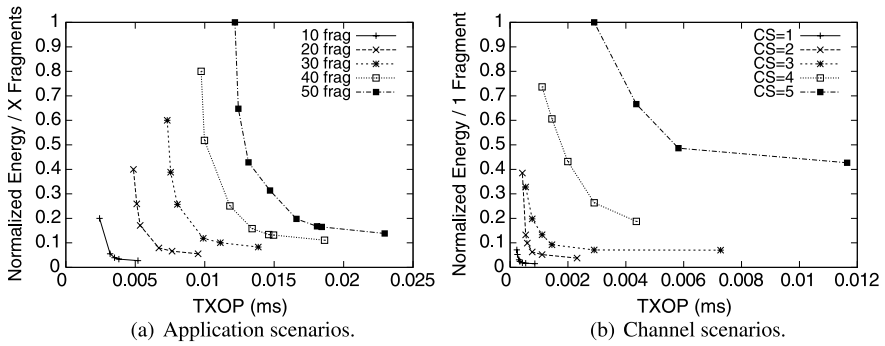 Normalized Energy / X Fragments
1
0.9
0.8
0.7
0.6
0.5
0.4
0.3
0.2
0.1
0
0
0.005
0.01
0.015
0.02
0.025
TXOP (ms)
10 frag
20 frag
30 frag
40 frag
50 frag
(a) Application scenarios.
Normalized Energy / 1 Fragment
1
0.9
0.8
0.7
0.6
0.5
0.4
0.3
0.2
0.1
0
0
0.002
0.004
0.006
0.008
0.01
0.012
TXOP (ms)
CS=1
CS=2
CS=3
CS=4
CS=5
(b) Channel scenarios.